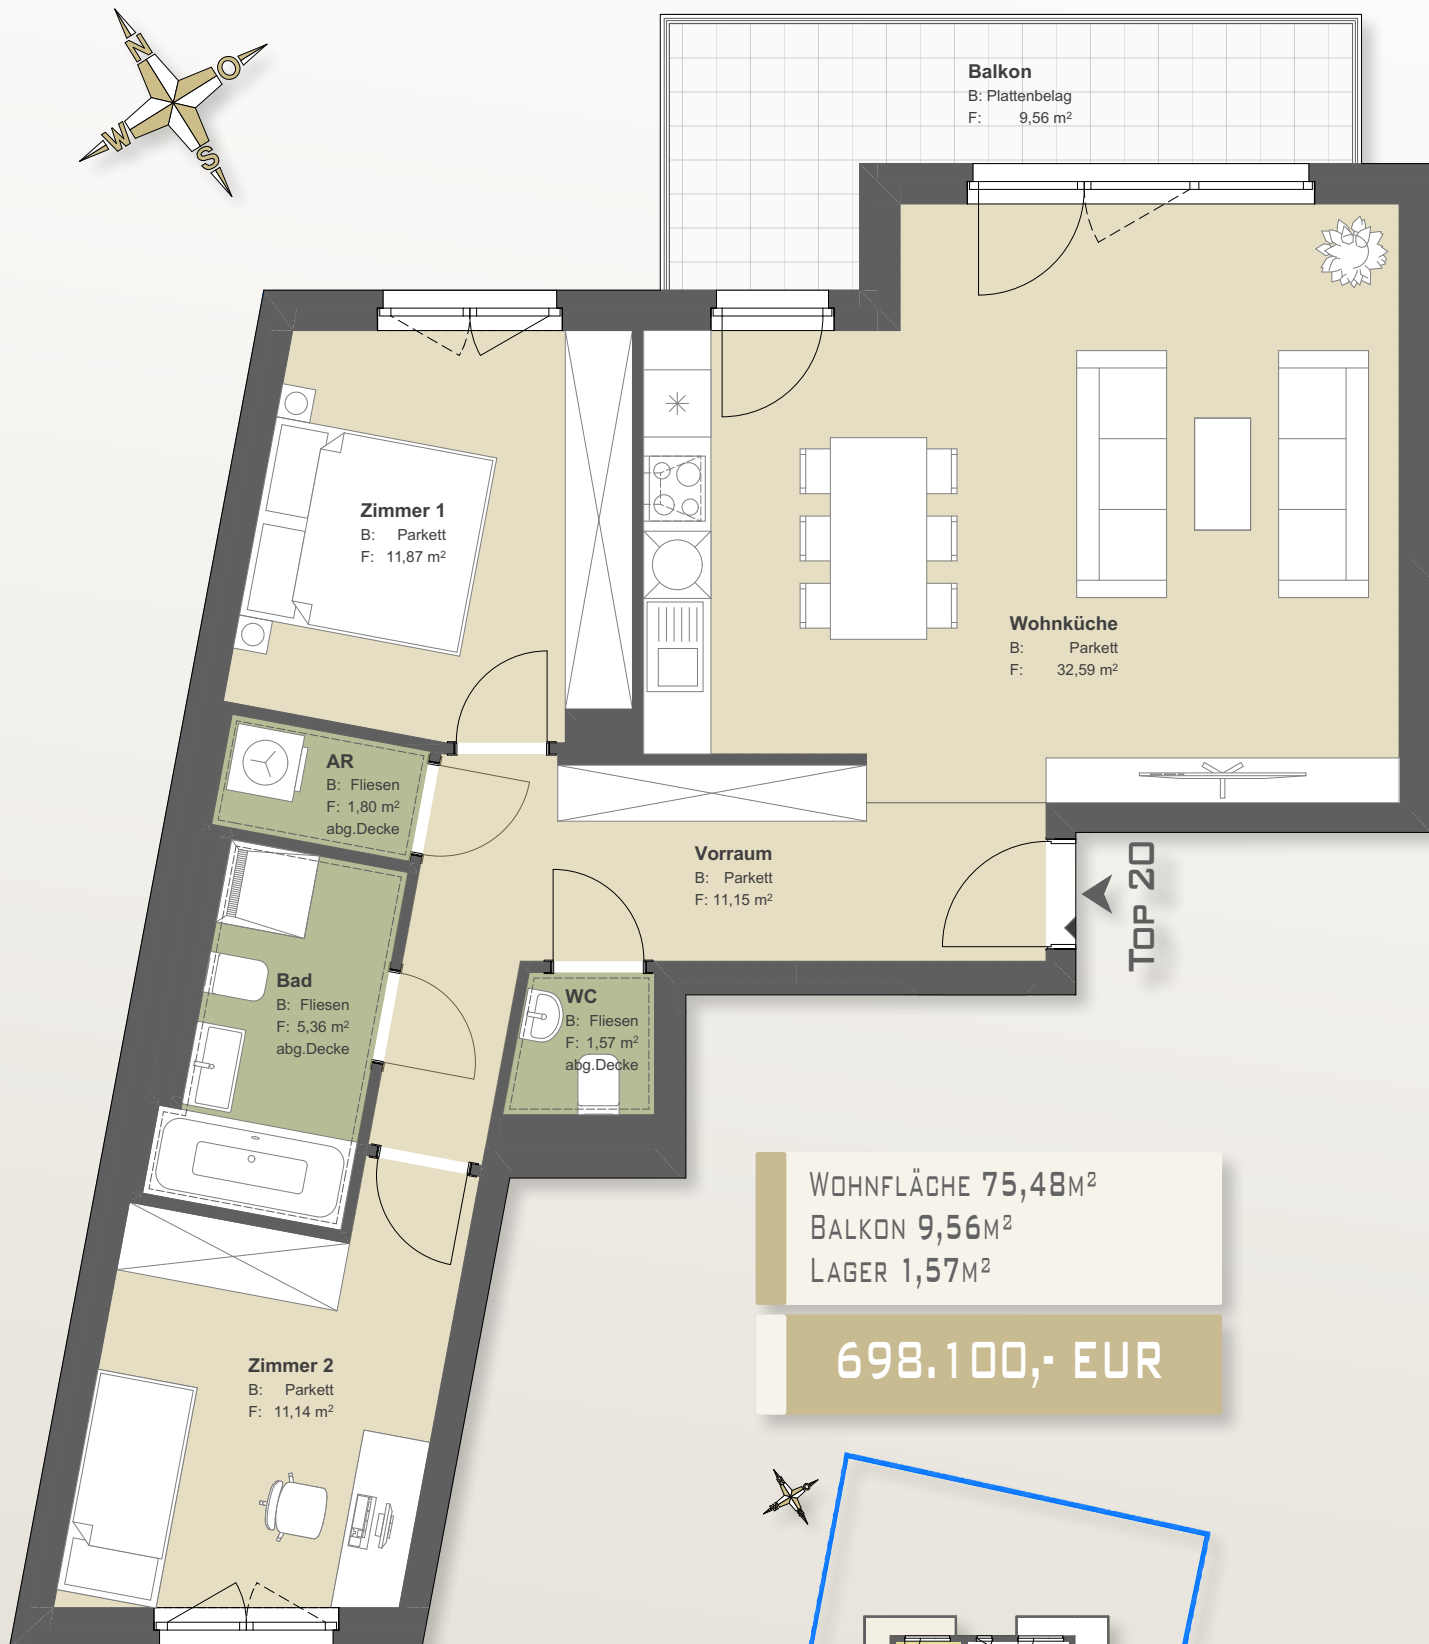 N
O
W
S
Balkon
B: Plattenbelag
F: 9,56 m²
Zimmer 1
B: Parkett
F: 11,87 m²
Wohnküche
B: Parkett
F: 32,59 m²
AR
B: Fliesen
F: 1,80 m²
abg.Decke
Vorraum
B: Parkett
F: 11,15 m²
TOP 20
Bad
B: Fliesen
F: 5,36 m²
abg.Decke
WC
B: Fliesen
F: 1,57 m²
abg.Decke
WOHNFLÄCHE 75,48M²
BALKON 9,56M²
LAGER 1,57M²
698.100,- EUR
Zimmer 2
B: Parkett
F: 11,14 m²